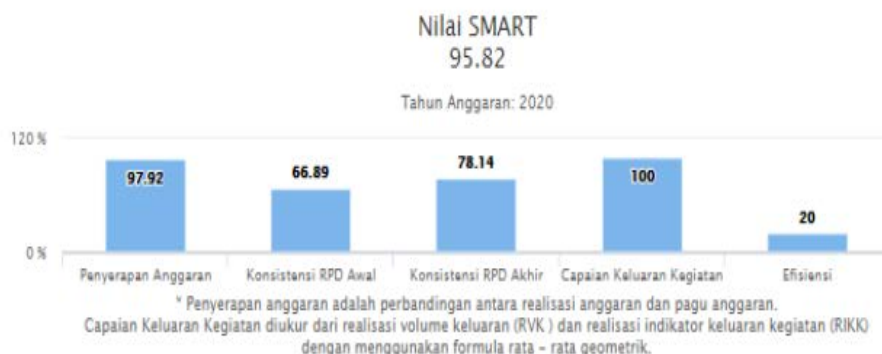 Nilai SMART
95.82
Tahun Anggaran: 2020
120 %
97.92
66.89
78.14
100
20
0 %
Penyerapan Anggaran
Konsistensi RPD Awal
Konsistensi RPD Akhir
Capaian Keluaran Kegiatan
Efisiensi
* Penyerapan anggaran adalah perbandingan antara realisasi anggaran dan pagu anggaran.
Capaian Keluaran Kegiatan diukur dari realisasi volume keluaran (RVK ) dan realisasi indikator keluaran kegiatan (RIKK)
dengan menggunakan formula rata - rata geometrik.